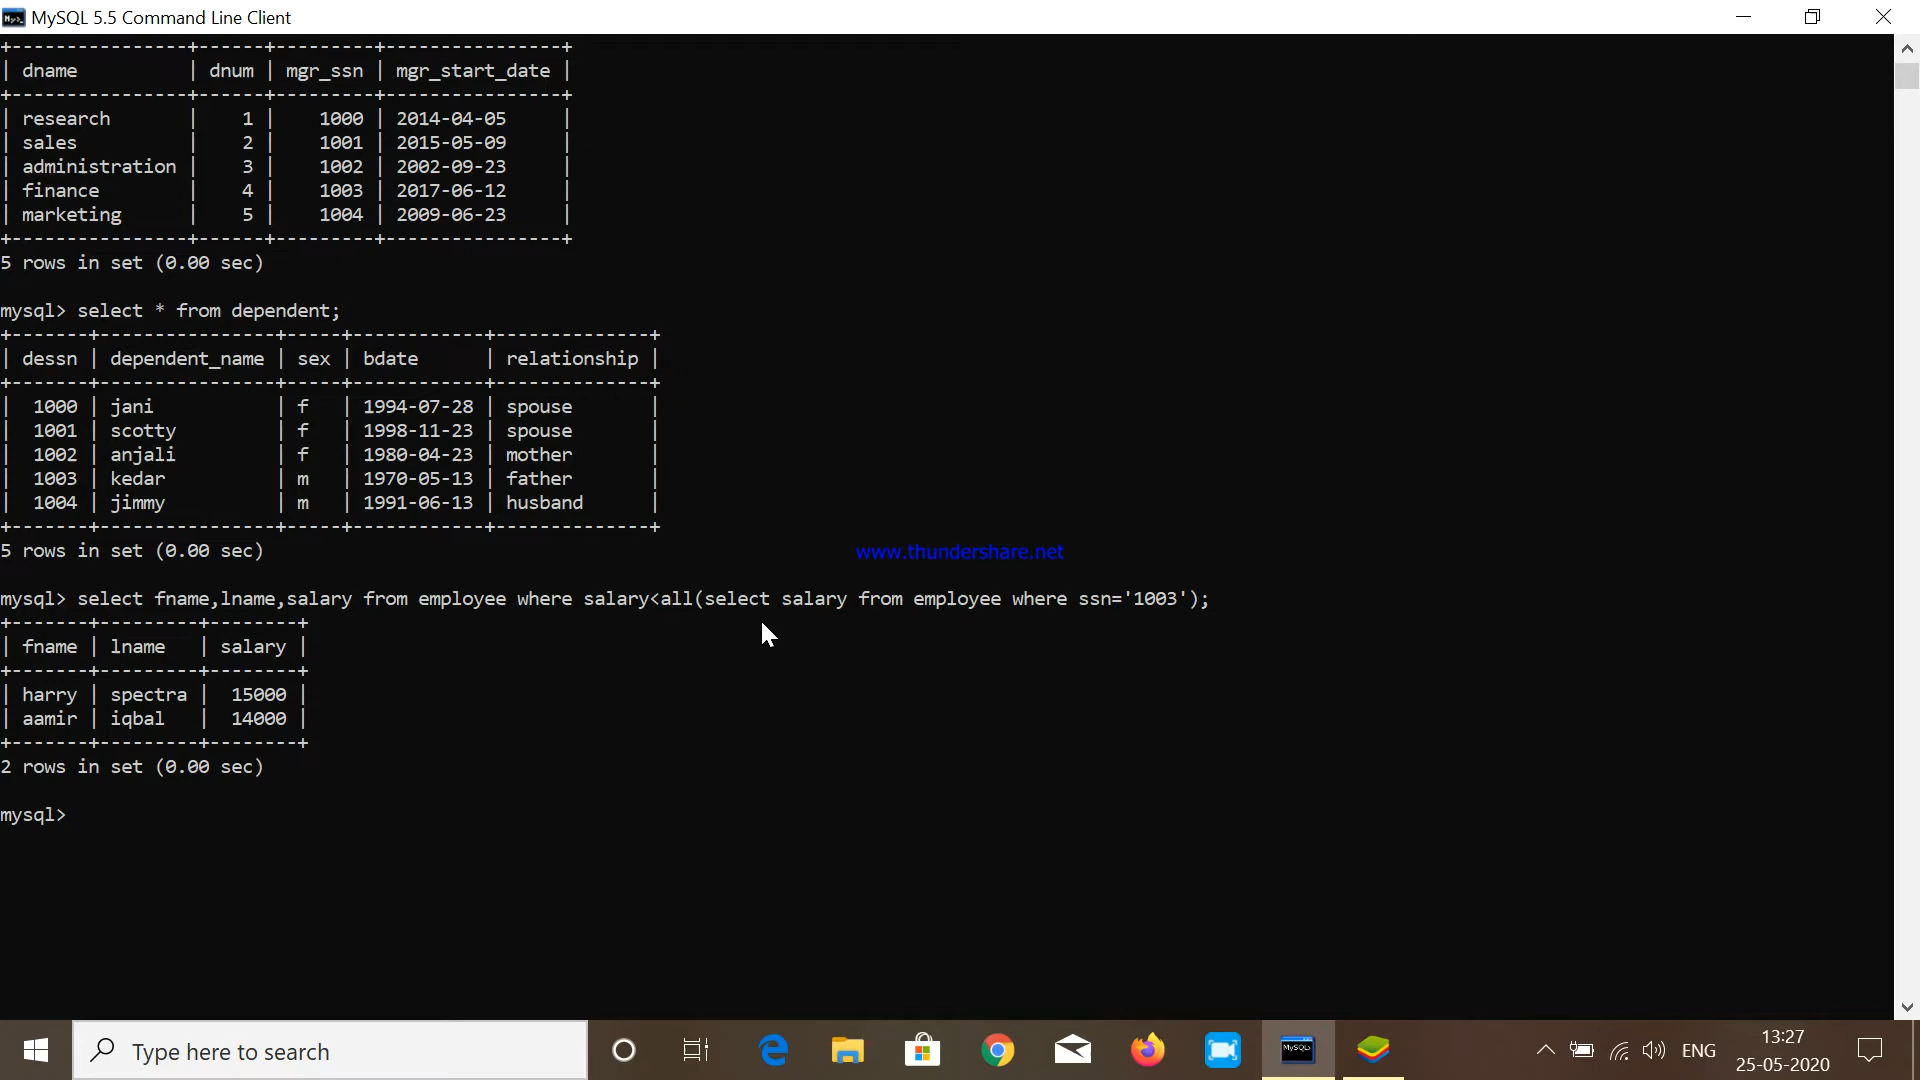 MySQL 5.5 Command Line Client
+----------------+------+---------+----------------+
| dname          | dnum | mgr_ssn | mgr_start_date |
+----------------+------+---------+----------------+
| research       |    1 |    1000 | 2014-04-05     |
| sales          |    2 |    1001 | 2015-05-09     |
| administration |    3 |    1002 | 2002-09-23     |
| finance        |    4 |    1003 | 2017-06-12     |
| marketing      |    5 |    1004 | 2009-06-23     |
+----------------+------+---------+----------------+
5 rows in set (0.00 sec)
mysql> select * from dependent;
+-------+----------------+-----+------------+--------------+
| dessn | dependent_name | sex | bdate      | relationship |
+-------+----------------+-----+------------+--------------+
|  1000 | jani           | f   | 1994-07-28 | spouse       |
|  1001 | scotty         | f   | 1998-11-23 | spouse       |
|  1002 | anjali         | f   | 1980-04-23 | mother       |
|  1003 | kedar          | m   | 1970-05-13 | father       |
|  1004 | jimmy          | m   | 1991-06-13 | husband      |
+-------+----------------+-----+------------+--------------+
5 rows in set (0.00 sec)
www.thundershare.net
mysql> select fname,lname,salary from employee where salary<all(select salary from employee where ssn='1003');
+-------+---------+--------+
| fname | lname   | salary |
+-------+---------+--------+
| harry | spectra |  15000 |
| aamir | iqbal   |  14000 |
+-------+---------+--------+
2 rows in set (0.00 sec)
mysql>
Type here to search
MySQL
ENG
13:27
25-05-2020